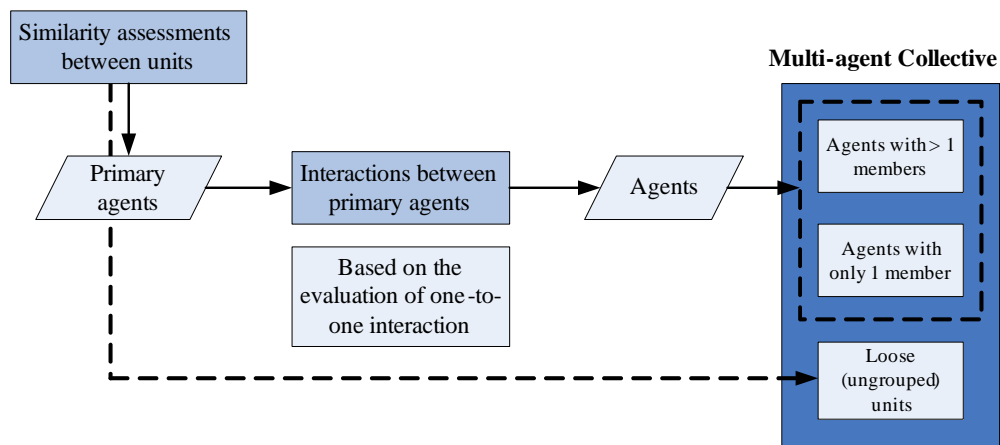 Similarity assessments
between units
Multi-agent Collective
Primary
agents
Interactions between
primary agents
Agents
Agents with > 1
members
Based on the
evaluation of one-to-
one interaction
Agents with
only 1 member
Loose
(ungrouped)
units